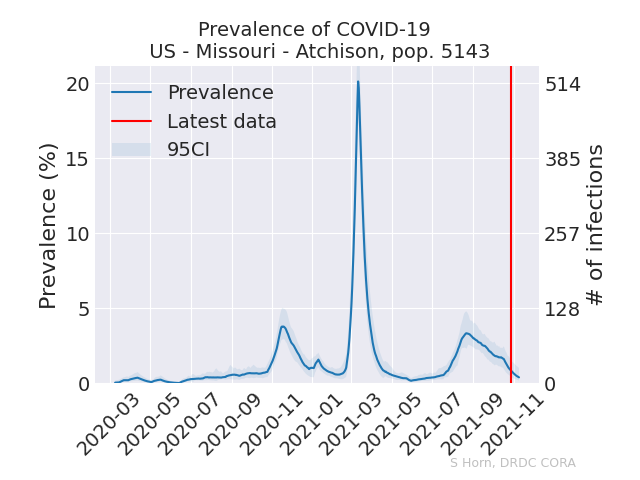 Prevalence of COVID-19
US - Missouri - Atchison, pop. 5143
Prevalence
Latest data
95CI
Prevalence (%)
20
15
10
5
0
514
385
257
128
0
# of infections
2020-03
2020-05
2020-07
2020-09
2020-11
2021-01
2021-03
2021-05
2021-07
2021-09
2021-11
S Horn, DRDC CORA